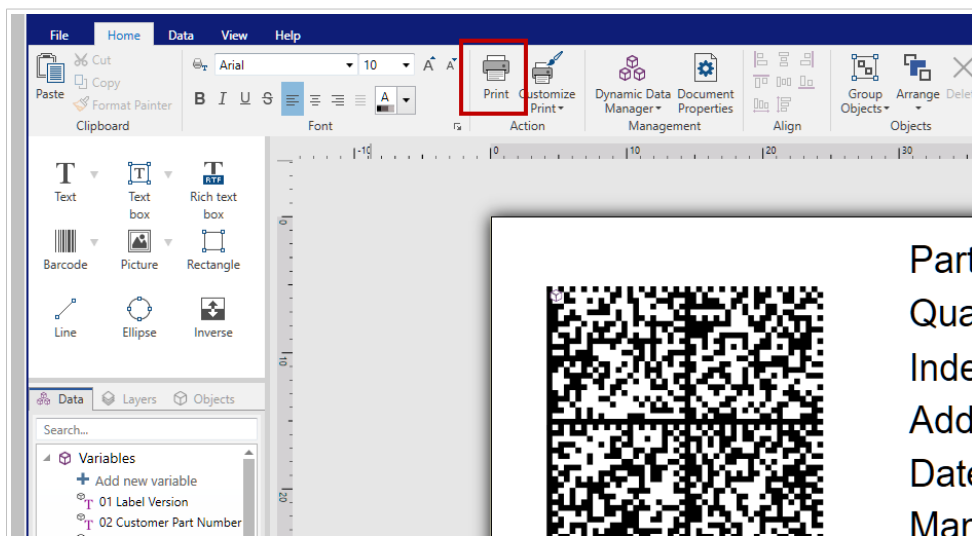 File Home Data View Help
Cut
Copy
Paste
Format Painter
Clipboard
Arial 10 A A
B I U S A
Font
Print Customize Print
Action
Dynamic Data Manager Document Properties
Management
Align
Group Objects Arrange Dele
Objects
-10 0 10 20 30
T T T RTF
Text Text box Rich text box
Barcode Picture Rectangle
Line Ellipse Inverse
0
10
20
Data Layers Objects
Search...
Variables
Add new variable
T 01 Label Version
T 02 Customer Part Number
Part
Qua
Inde
Add
Date
Mar